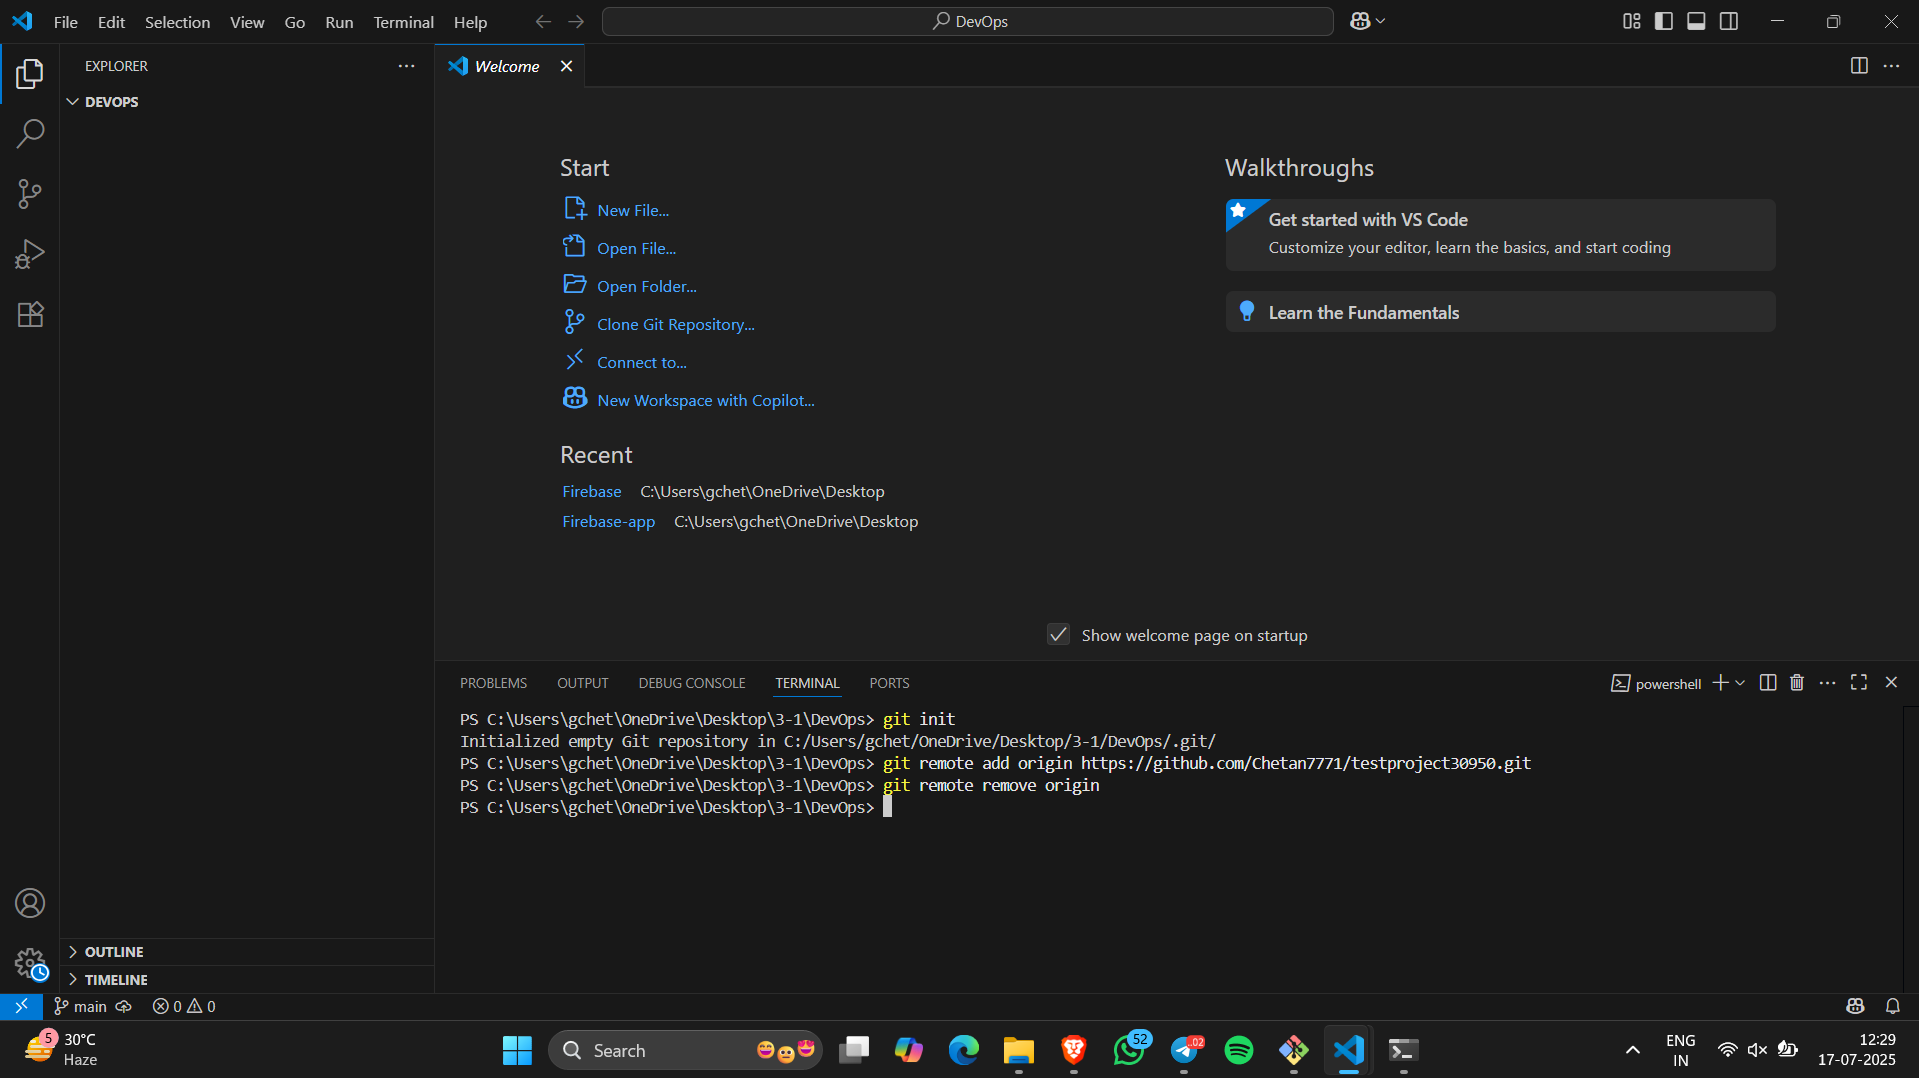 File Edit Selection View Go Run Terminal Help
DevOps
EXPLORER
Welcome
DEVOPS
Start
New File...
Open File...
Open Folder...
Clone Git Repository...
Connect to...
New Workspace with Copilot...
Recent
Firebase C:\Users\gchet\OneDrive\Desktop
Firebase-app C:\Users\gchet\OneDrive\Desktop
Walkthroughs
Get started with VS Code
Customize your editor, learn the basics, and start coding
Learn the Fundamentals
Show welcome page on startup
PROBLEMS OUTPUT DEBUG CONSOLE TERMINAL PORTS
powershell
PS C:\Users\gchet\OneDrive\Desktop\3-1\DevOps> git init
Initialized empty Git repository in C:/Users/gchet/OneDrive/Desktop/3-1/DevOps/.git/
PS C:\Users\gchet\OneDrive\Desktop\3-1\DevOps> git remote add origin https://github.com/Chetan7771/testproject30950.git
PS C:\Users\gchet\OneDrive\Desktop\3-1\DevOps> git remote remove origin
PS C:\Users\gchet\OneDrive\Desktop\3-1\DevOps>
OUTLINE
TIMELINE
main 0 0
5
30°C
Haze
Search
52
.02
ENG
IN
12:29
17-07-2025